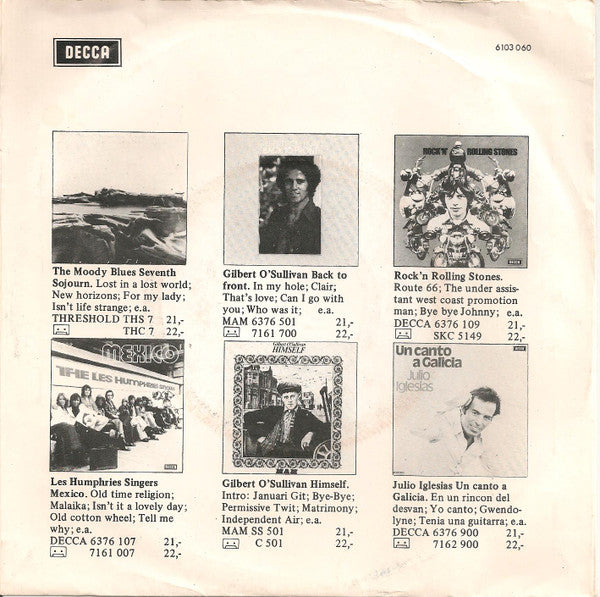 DECCA
6103 060
The Moody Blues Seventh
Sojourn. Lost in a lost world;
New horizons; For my lady;
Isn't life strange; e.a.
THRESHOLD THS 7 21,-
THC 7 22,-
Gilbert O'Sullivan Back to
front. In my hole; Clair;
That's love; Can I go with
you; Who was it; e.a.
MAM 6376 501 21,-
7161 700 22,-
ROCK'N' ROLLING STONES
Rock'n Rolling Stones.
Route 66; The under assis-
tant west coast promotion
man; Bye bye Johnny; e.a.
DECCA 6376 109 21,-
SKC 5149 22,-
MEXICO
THE LES HUMPHRIES SINGERS
Les Humphries Singers
Mexico. Old time religion;
Malaika; Isn't it a lovely day;
Old cotton wheel; Tell me
why; e.a.
DECCA 6376 107 21,-
7161 007 22,-
Gilbert O'Sullivan
HIMSELF
MAM
Gilbert O'Sullivan Himself.
Intro: Januari Git; Bye-Bye;
Permissive Twit; Matrimony;
Independent Air; e.a.
MAM SS 501 21,-
C 501 22,-
Un canto
a Galicia
Julio
Iglesias
Julio Iglesias Un canto a
Galicia. En un rincon del
desvan; Yo canto; Gwendo-
lyne; Tenia una guitarra; e.a.
DECCA 6376 900 21,-
7162 900 22,-